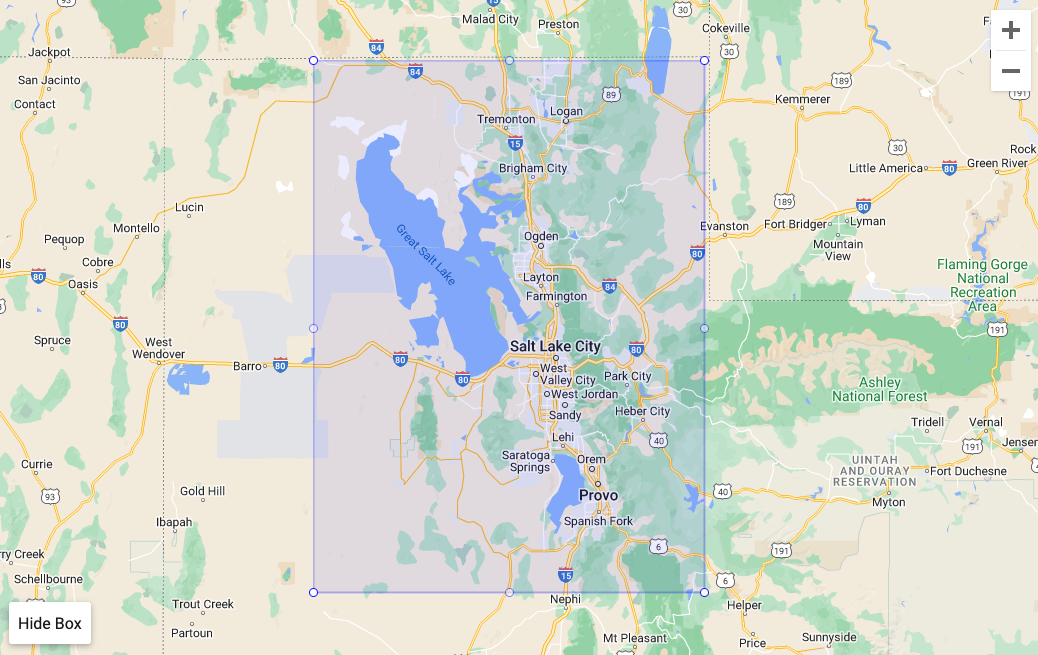 93
15
Malad City
Preston
30
Cokeville
Fa
84
Jackpot
84
30
San Jacinto
89
189
191
Contact
Logan
Kemmerer
Tremonton
15
30
Rock
Brigham City
Little America
80
Green River
Lucin
189
80
Montello
Evanston
Fort Bridger
Lyman
Pequop
Ogden
Mountain
View
80
lls
Cobre
80
Great Salt Lake
Layton
84
Flaming Gorge
National
Recreation
Area
Oasis
Farmington
80
191
Spruce
West
Wendover
Salt Lake City
80
Barro
80
80
80
West
Valley City
Park City
Ashley
National Forest
West Jordan
Sandy
Heber City
Tridell
Vernal
Lehi
40
191
Jensen
Saratoga
Springs
Orem
UINTAH
AND OURAY
RESERVATION
Currie
Fort Duchesne
93
Gold Hill
Provo
40
Myton
Ibapah
Spanish Fork
6
191
rry Creek
15
6
Schellbourne
Nephi
Trout Creek
Helper
Hide Box
Partoun
Mt Pleasant
Price
Sunnyside